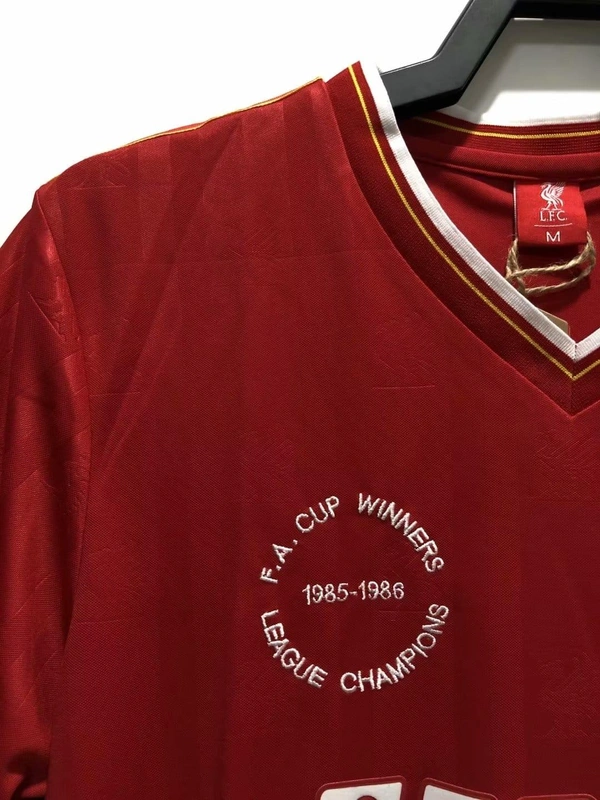 L.F.C.
M
F.A. CUP WINNERS
1985-1986
LEAGUE CHAMPIONS